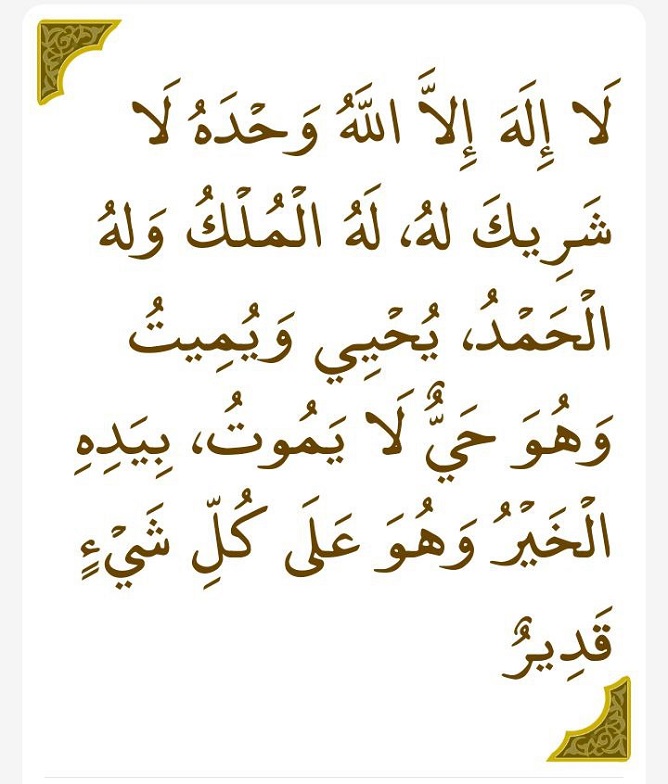 لَا إِلَهَ إِلاَّ اللَّهُ وَحْدَهُ لَا
شَرِيكَ لهُ، لَهُ الْمُلْكُ وَلهُ
الْحَمْدُ، يُحْيِي وَيُمِيتُ
وَهُوَ حَيٌّ لَا يَمُوتُ، بِيَدِهِ
الْخَيْرُ وَهُوَ عَلَى كُلِّ شَيْءٍ
قَدِيرٌ